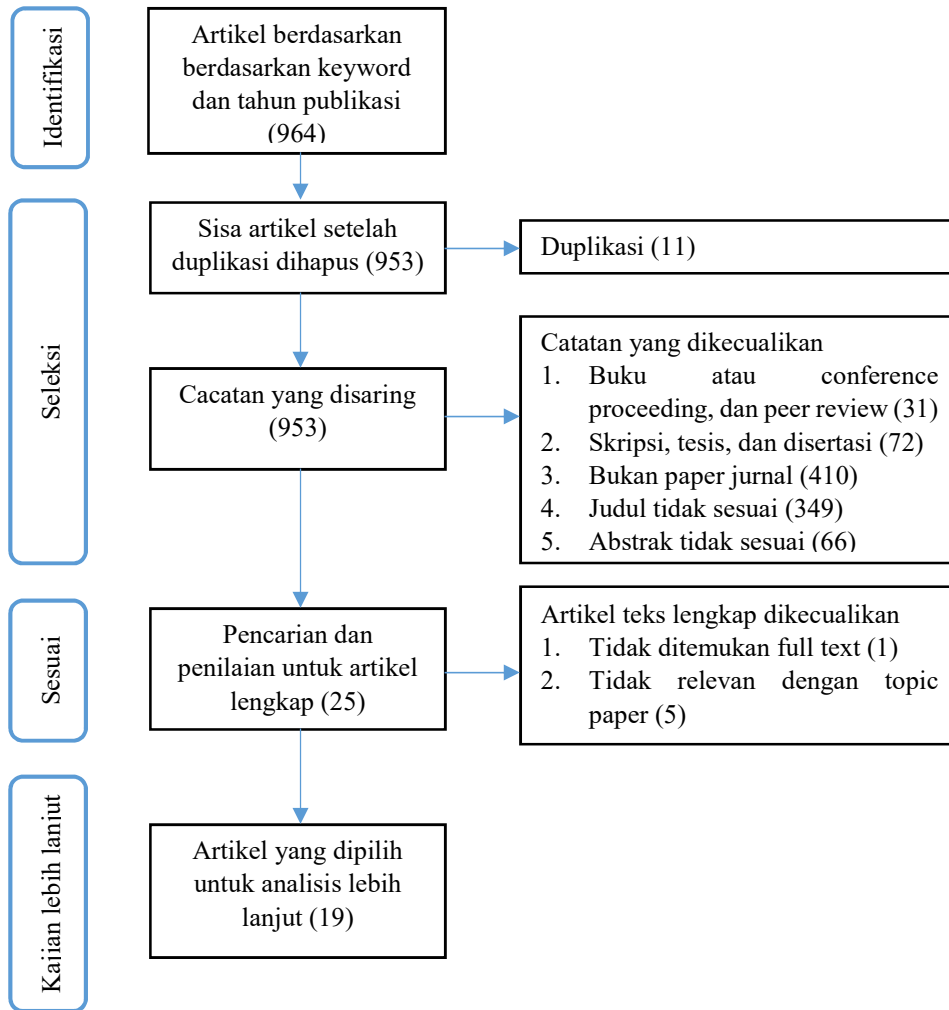 Identifikasi
Artikel berdasarkan
berdasarkan keyword
dan tahun publikasi
(964)
Seleksi
Sisa artikel setelah
duplikasi dihapus (953)
Duplikasi (11)
Cacatan yang disaring
(953)
Catatan yang dikecualikan
1. Buku atau conference
proceeding, dan peer review (31)
2. Skripsi, tesis, dan disertasi (72)
3. Bukan paper jurnal (410)
4. Judul tidak sesuai (349)
5. Abstrak tidak sesuai (66)
Sesuai
Pencarian dan
penilaian untuk artikel
lengkap (25)
Artikel teks lengkap dikecualikan
1. Tidak ditemukan full text (1)
2. Tidak relevan dengan topic
paper (5)
Kajian lebih lanjut
Artikel yang dipilih
untuk analisis lebih
lanjut (19)